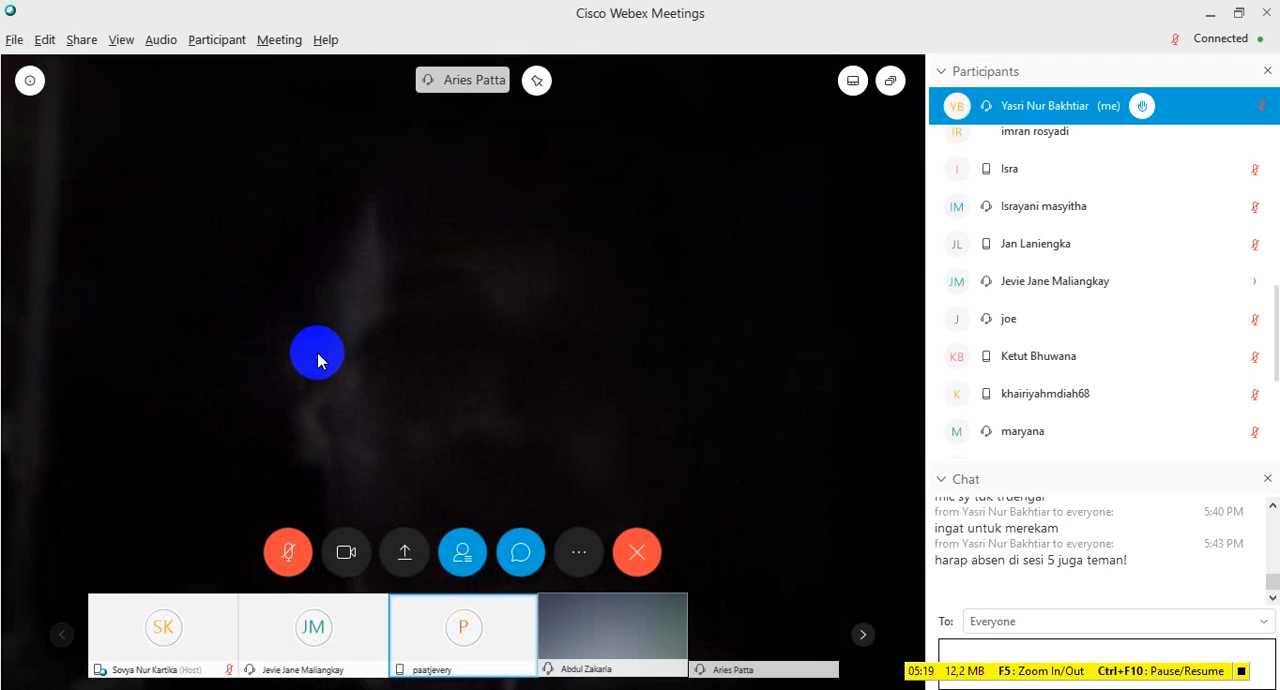 Cisco Webex Meetings
File Edit Share View Audio Participant Meeting Help
Connected
Aries Patta
Participants
YB Yasri Nur Bakhtiar (me)
IR imran rosyadi
I Isra
IM Israyani masyitha
JL Jan Laniengka
JM Jevie Jane Maliangkay
J joe
KB Ketut Bhuwana
K khairiyahmdiah68
M maryana
Chat
from Yasri Nur Bakhtiar to everyone: 5:40 PM
ingat untuk merekam
from Yasri Nur Bakhtiar to everyone: 5:43 PM
harap absen di sesi 5 juga teman!
To: Everyone
SK
Sovya Nur Kartika (Host)
JM
Jevie Jane Maliangkay
P
paatjevery
Abdul Zakaria
Aries Patta
05:19 12,2 MB F5: Zoom In/Out Ctrl+F10: Pause/Resume